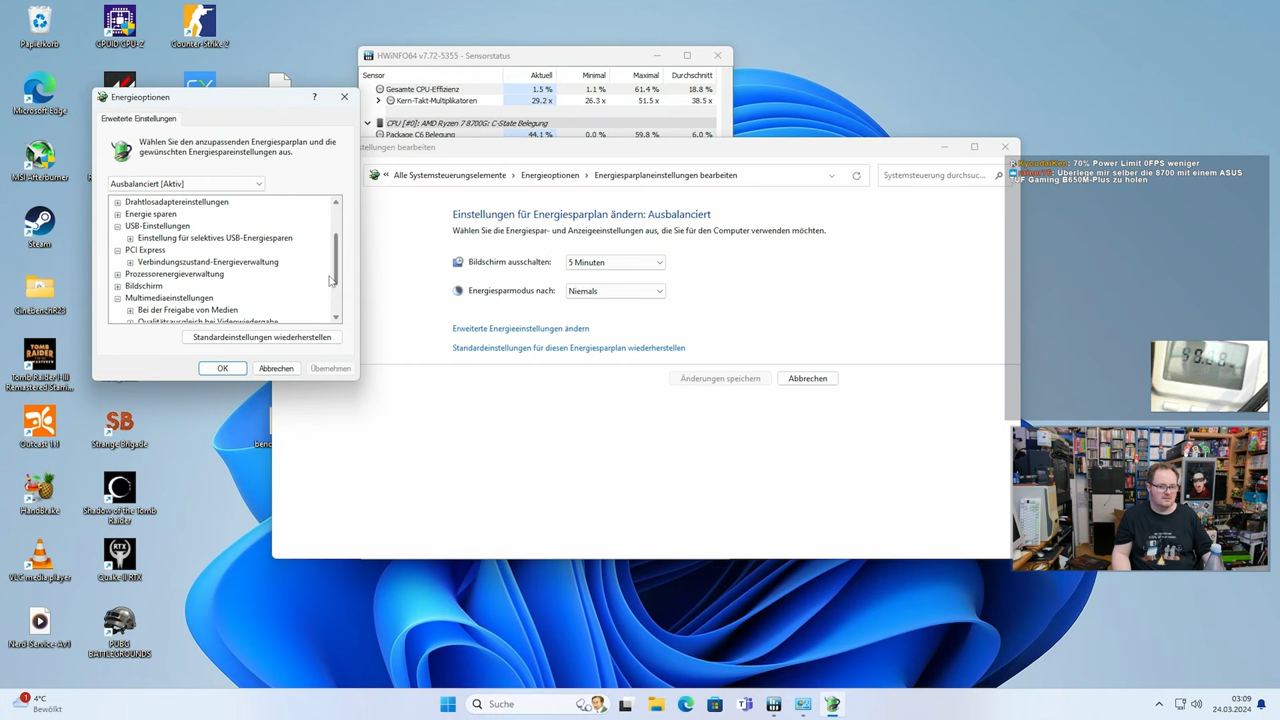 Papierkorb
CPUID CPU-Z
Counter-Strike 2
Microsoft Edge
MSI Afterburner
Steam
CineBenchR23
Tomb Raider I-III
Remastered Starri...
Outcast 1.1
Strange Brigade
HandBrake
Shadow of the Tomb
Raider
VLC media player
Quake II RTX
Nerd-Service-Av1
PUBG
BATTLEGROUNDS
HWiNFO64 v7.72-5355 - Sensorstatus
Sensor
Aktuell
Minimal
Maximal
Durchschnitt
Gesamte CPU-Effizienz
1.5 %
1.1 %
61.4 %
18.8 %
Kern-Takt-Multiplikatoren
29.2 x
26.3 x
51.5 x
38.5 x
CPU [#0]: AMD Ryzen 7 8700G: C-State Belegung
Package C6 Belegung
44.1 %
0.0 %
59.8 %
6.0 %
Energieoptionen
?
Erweiterte Einstellungen
Wählen Sie den anzupassenden Energiesparplan und die
gewünschten Energiespareinstellungen aus.
Ausbalanciert [Aktiv]
Drahtlosadaptereinstellungen
Energie sparen
USB-Einstellungen
Einstellung für selektives USB-Energiesparen
PCI Express
Verbindungszustand-Energieverwaltung
Prozessorenergieverwaltung
Bildschirm
Multimediaeinstellungen
Bei der Freigabe von Medien
Qualitätsausgleich bei Videowiedergabe
Standardeinstellungen wiederherstellen
OK
Abbrechen
Übernehmen
stellungen bearbeiten
Alle Systemsteuerungselemente
Energieoptionen
Energiesparplaneinstellungen bearbeiten
Systemsteuerung durchsuc...
Einstellungen für Energiesparplan ändern: Ausbalanciert
Wählen Sie die Energiespar- und Anzeigeeinstellungen aus, die Sie für den Computer verwenden möchten.
Bildschirm ausschalten:
5 Minuten
Energiesparmodus nach:
Niemals
Erweiterte Energieeinstellungen ändern
Standardeinstellungen für diesen Energiesparplan wiederherstellen
Änderungen speichern
Abbrechen
KyoudaiKen: 70% Power Limit 0FPS weniger
Überlege mir selber die 8700 mit einem ASUS
TUF Gaming B650M-Plus zu holen
1
4°C
Bewölkt
Suche
03:09
24.03.2024